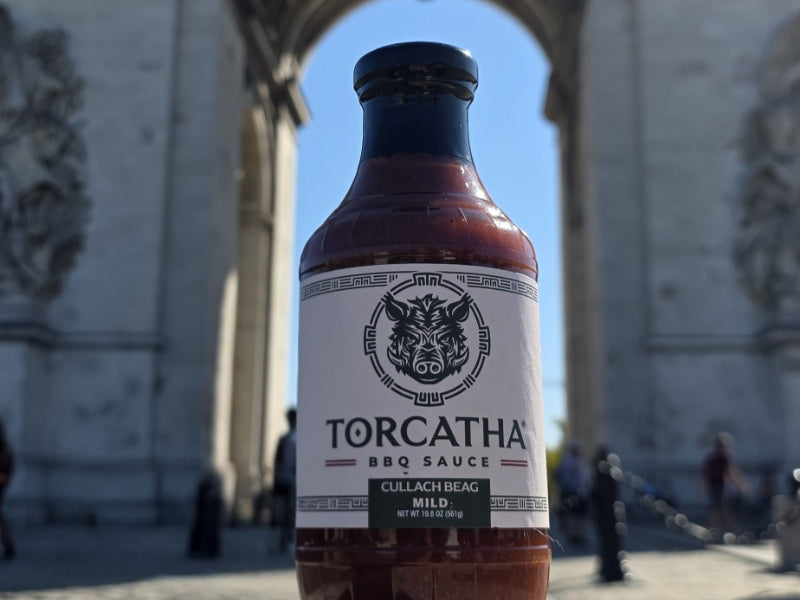 TORCATHA®
BBQ SAUCE
CULLACH BEAG
MILD
NET WT 19.8 OZ (561g)